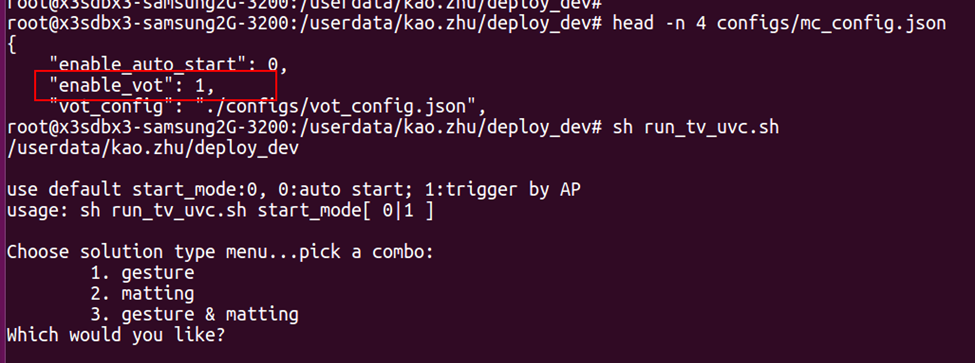 root@x3sdbx3-samsung2G-3200:/userdata/kao.zhu/deploy_dev#
root@x3sdbx3-samsung2G-3200:/userdata/kao.zhu/deploy_dev# head -n 4 configs/mc_config.json
{
    "enable_auto_start": 0,
    "enable_vot": 1,
    "vot_config": "./configs/vot_config.json",
root@x3sdbx3-samsung2G-3200:/userdata/kao.zhu/deploy_dev# sh run_tv_uvc.sh
/userdata/kao.zhu/deploy_dev
use default start_mode:0, 0:auto start; 1:trigger by AP
usage: sh run_tv_uvc.sh start_mode[ 0|1 ]
Choose solution type menu...pick a combo:
        1. gesture
        2. matting
        3. gesture & matting
Which would you like?